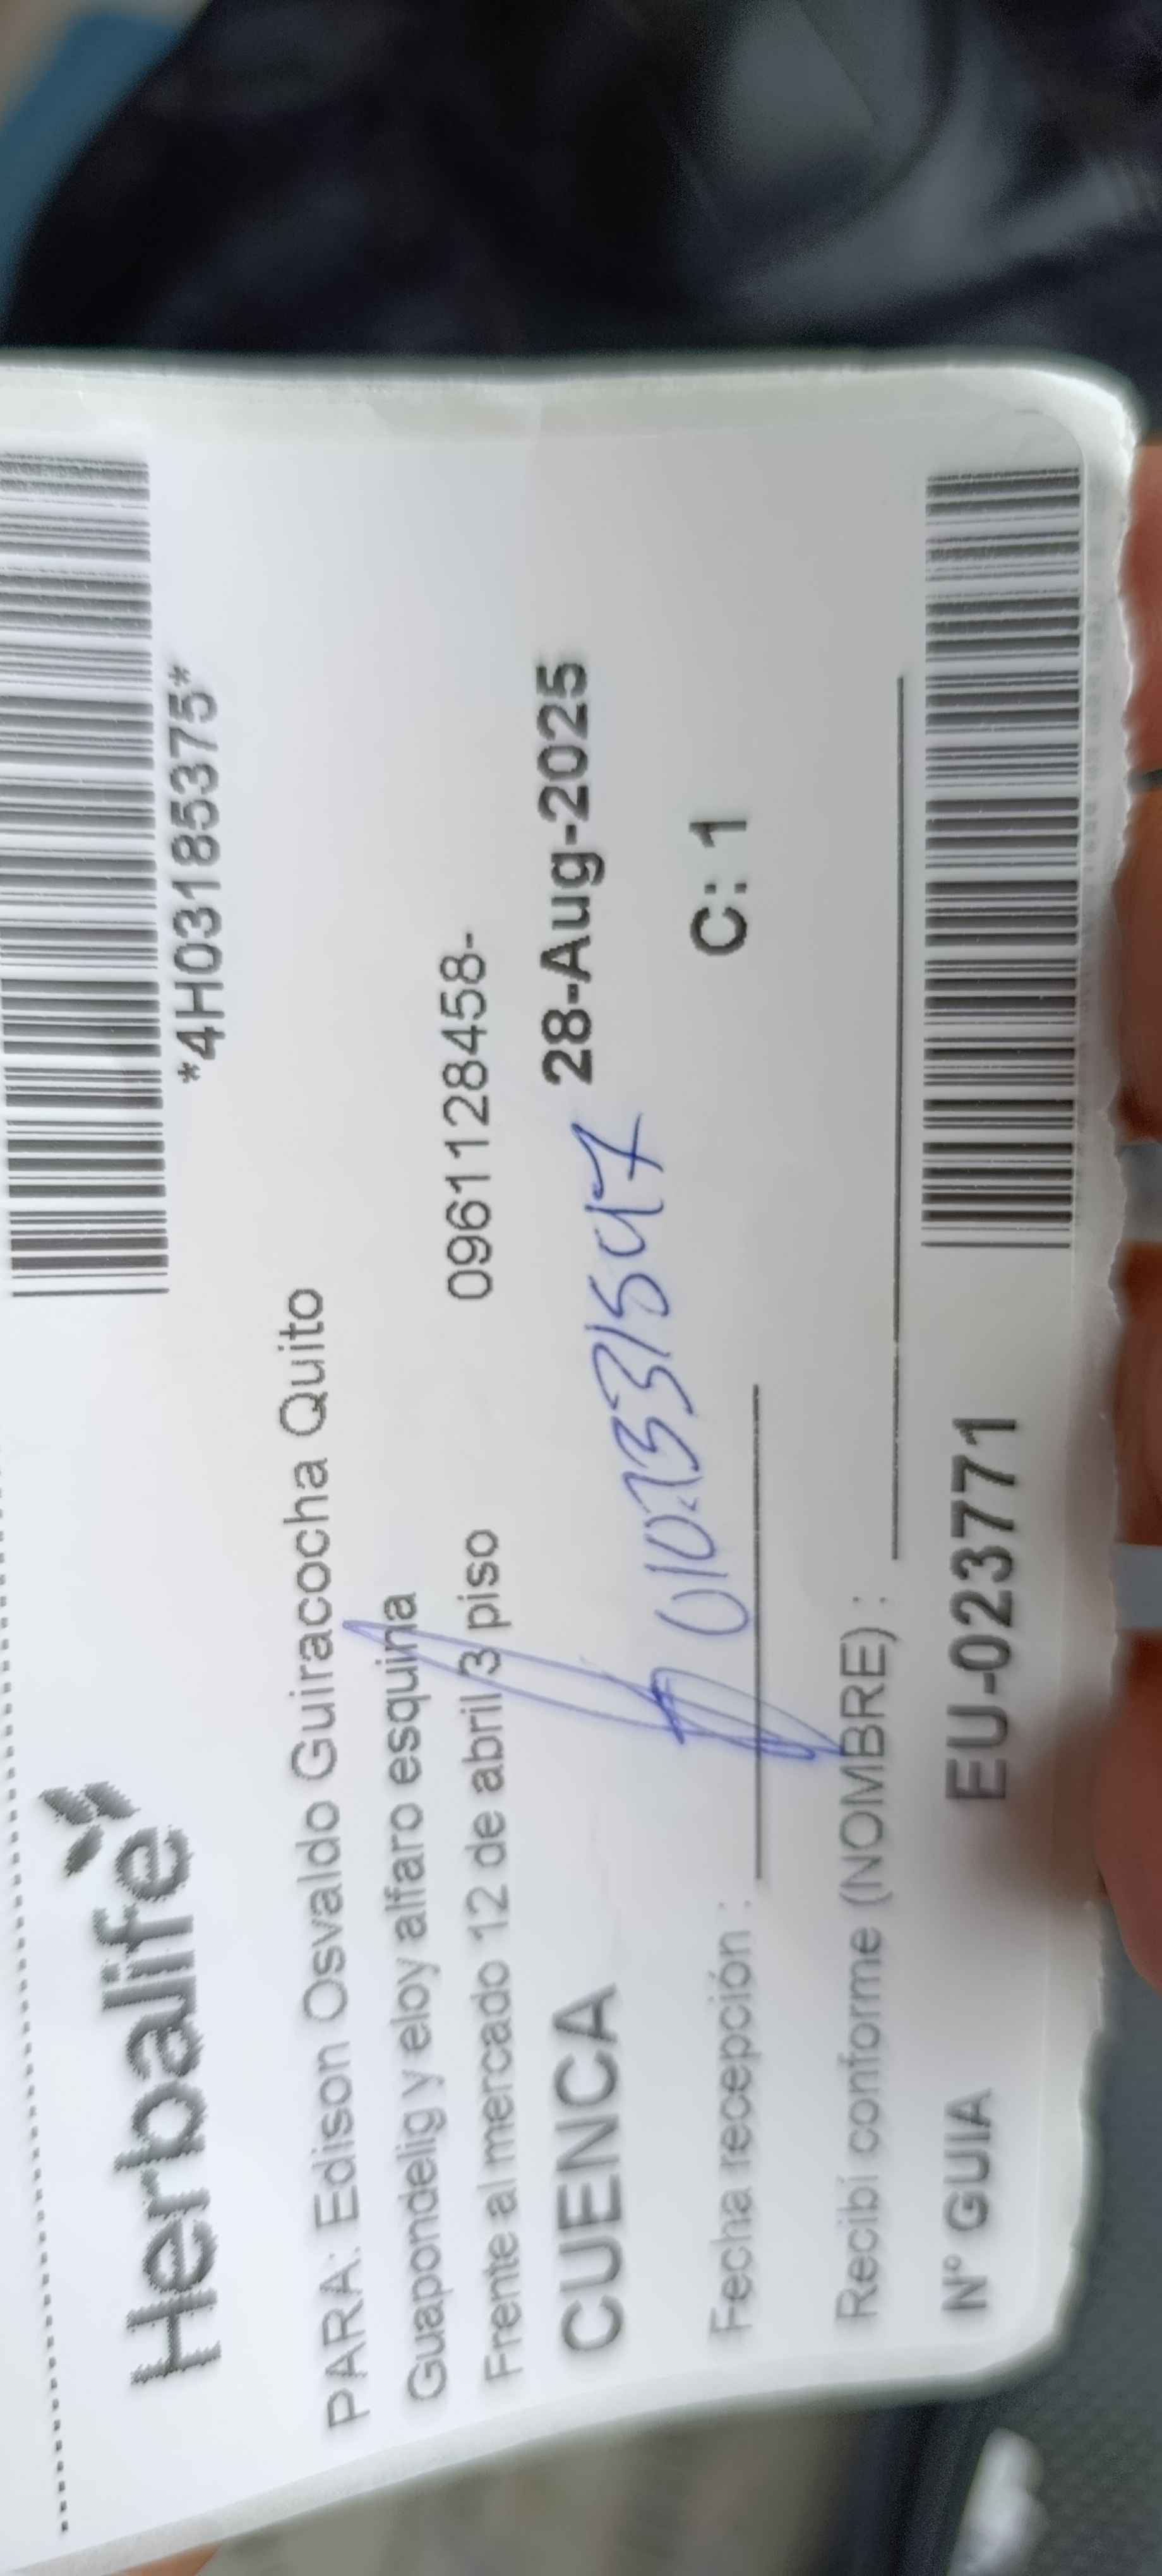 *4H03185375*
Herbalife
PARA: Edison Osvaldo Guiracocha Quito
Guapondelig y eloy alfaro esquina
Frente al mercado 12 de abril 3 piso 0961128458-
CUENCA 28-Aug-2025
Fecha recepción : C: 1
Recibí conforme (NOMBRE) :
Nº GUIA EU-023771